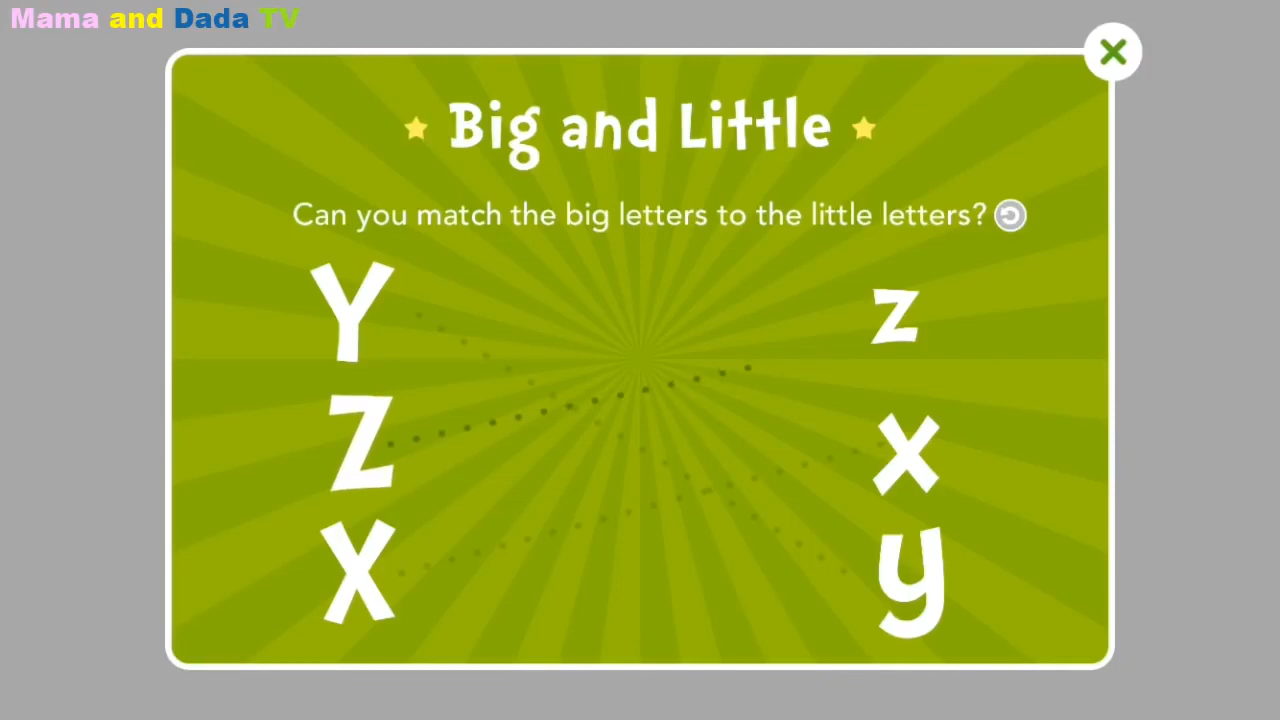 Mama and Dada TV
Big and Little
Can you match the big letters to the little letters?
Y z
Z x
X y